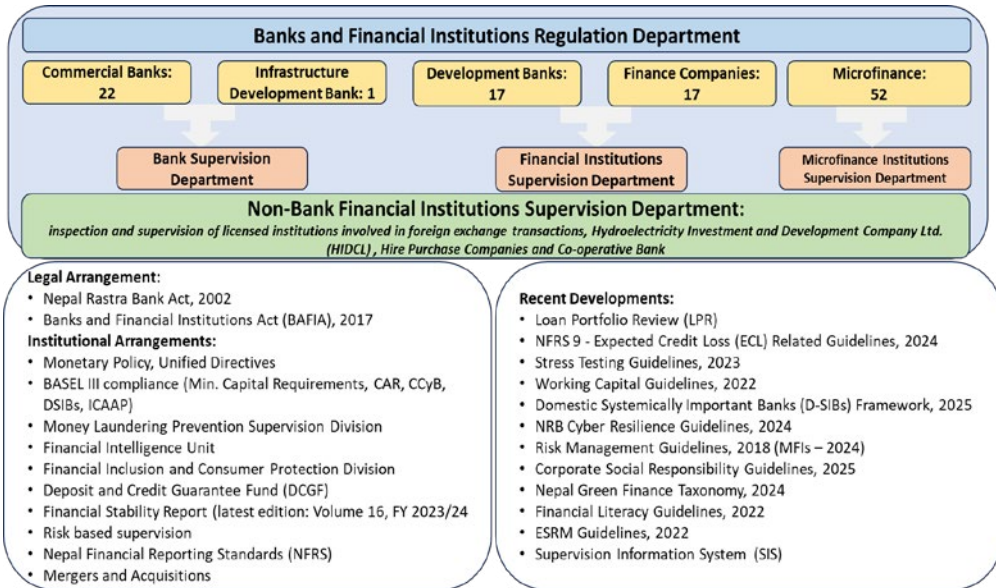 Banks and Financial Institutions Regulation Department
Commercial Banks:
22
Infrastructure
Development Bank: 1
Development Banks:
17
Finance Companies:
17
Microfinance:
52
Bank Supervision
Department
Financial Institutions
Supervision Department
Microfinance Institutions
Supervision Department
Non-Bank Financial Institutions Supervision Department:
inspection and supervision of licensed institutions involved in foreign exchange transactions, Hydroelectricity Investment and Development Company Ltd.
(HIDCL) , Hire Purchase Companies and Co-operative Bank
Legal Arrangement:
• Nepal Rastra Bank Act, 2002
• Banks and Financial Institutions Act (BAFIA), 2017
Institutional Arrangements:
• Monetary Policy, Unified Directives
• BASEL III compliance (Min. Capital Requirements, CAR, CCyB,
DSIBs, ICAAP)
• Money Laundering Prevention Supervision Division
• Financial Intelligence Unit
• Financial Inclusion and Consumer Protection Division
• Deposit and Credit Guarantee Fund (DCGF)
• Financial Stability Report (latest edition: Volume 16, FY 2023/24
• Risk based supervision
• Nepal Financial Reporting Standards (NFRS)
• Mergers and Acquisitions
Recent Developments:
• Loan Portfolio Review (LPR)
• NFRS 9 - Expected Credit Loss (ECL) Related Guidelines, 2024
• Stress Testing Guidelines, 2023
• Working Capital Guidelines, 2022
• Domestic Systemically Important Banks (D-SIBs) Framework, 2025
• NRB Cyber Resilience Guidelines, 2024
• Risk Management Guidelines, 2018 (MFIs – 2024)
• Corporate Social Responsibility Guidelines, 2025
• Nepal Green Finance Taxonomy, 2024
• Financial Literacy Guidelines, 2022
• ESRM Guidelines, 2022
• Supervision Information System (SIS)